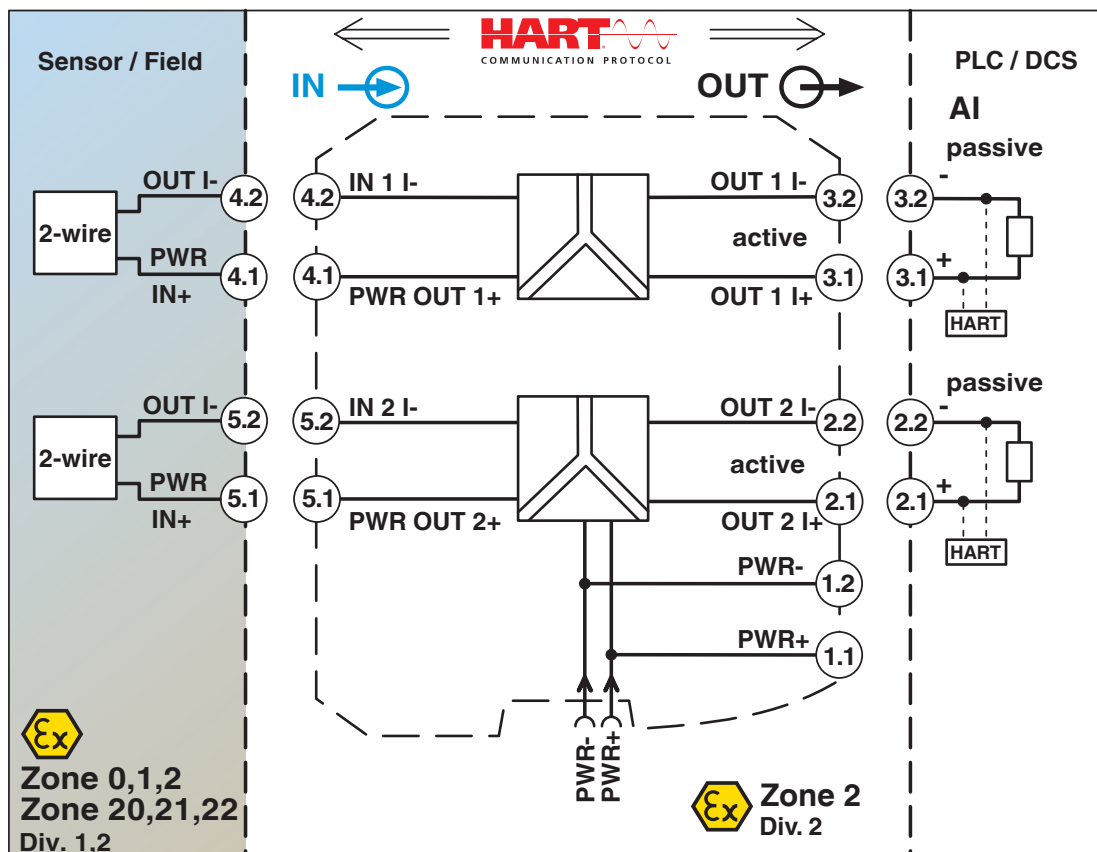 HART
COMMUNICATION PROTOCOL
Sensor / Field
PLC / DCS
IN
OUT
AI
passive
OUT I-
4.2
4.2
IN 1 I-
OUT 1 I-
3.2
3.2
-
2-wire
active
PWR
IN+
4.1
4.1
PWR OUT 1+
OUT 1 I+
3.1
3.1
+
HART
passive
OUT I-
5.2
5.2
IN 2 I-
OUT 2 I-
2.2
2.2
-
2-wire
active
PWR
IN+
5.1
5.1
PWR OUT 2+
OUT 2 I+
2.1
2.1
+
HART
PWR-
1.2
PWR+
1.1
PWR-
PWR+
Ex
Zone 0,1,2
Zone 20,21,22
Div. 1,2
Ex
Zone 2
Div. 2